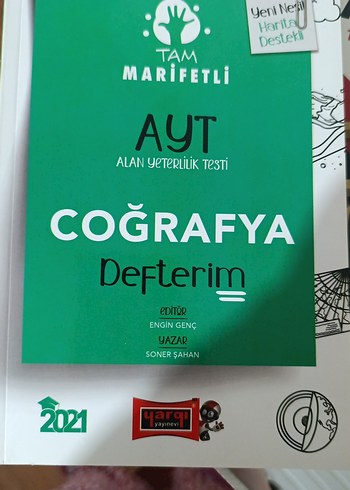 Yeni Nesil
Harita
Destekli
TAM
MARİFETLİ
AYT
ALAN YETERLİLİK TESTİ
COĞRAFYA
Defterim
EDİTÖR
ENGİN GENÇ
YAZAR
SONER ŞAHAN
2021
yargı
yayınevi